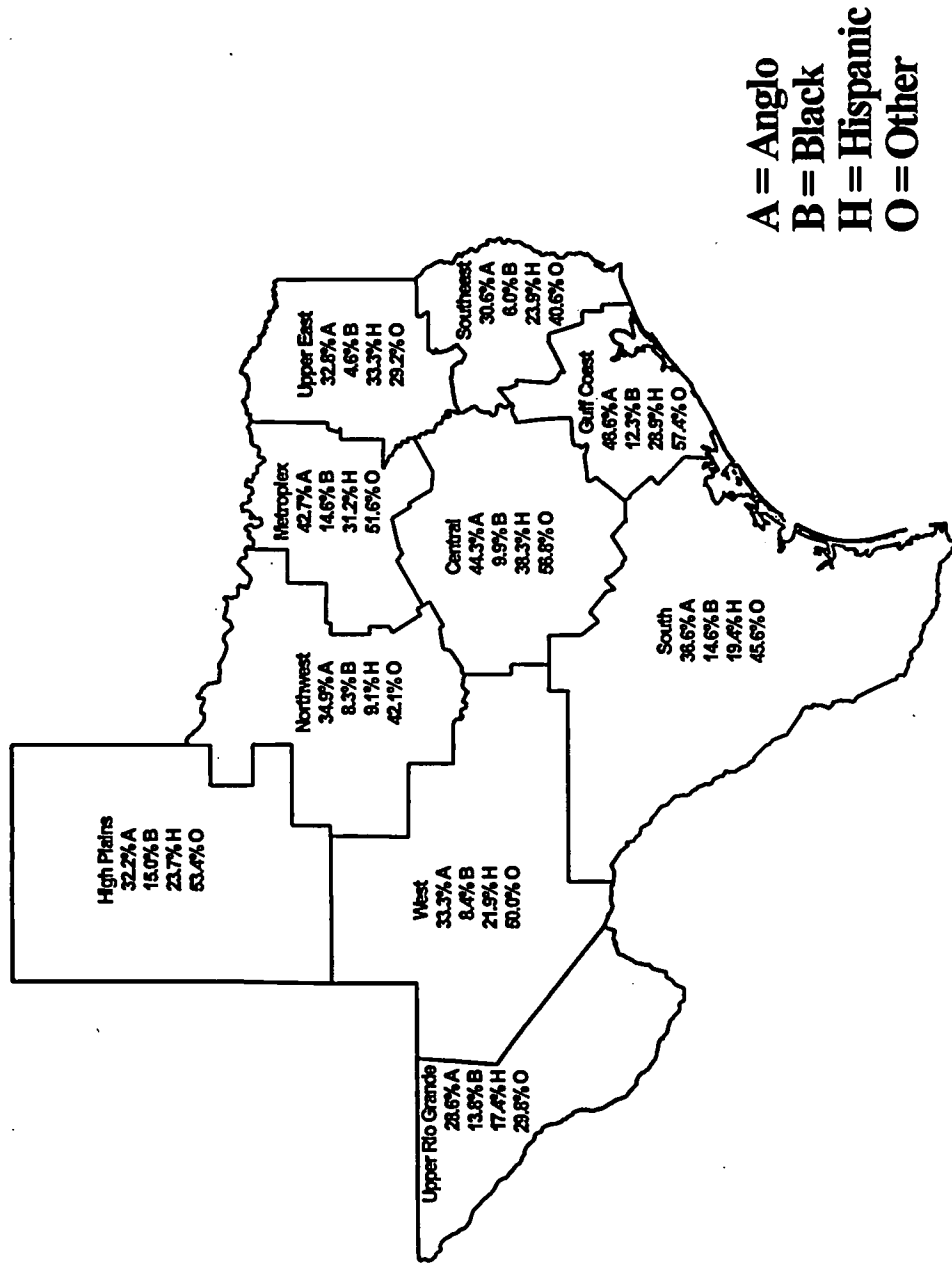 High Plains
32.2% A
15.0% B
23.7% H
53.4% O
Northwest
34.9% A
8.3% B
9.1% H
42.1% O
Metroplex
42.7% A
14.6% B
31.2% H
51.6% O
Upper East
32.8% A
4.6% B
33.3% H
29.2% O
Upper Rio Grande
28.6% A
13.8% B
17.4% H
29.8% O
West
33.3% A
8.4% B
21.9% H
50.0% O
Central
44.3% A
9.9% B
38.3% H
56.8% O
Southeast
30.6% A
6.0% B
23.9% H
40.6% O
Gulf Coast
48.6% A
12.3% B
28.9% H
57.4% O
South
38.6% A
14.6% B
19.4% H
45.6% O
A = Anglo
B = Black
H = Hispanic
O = Other